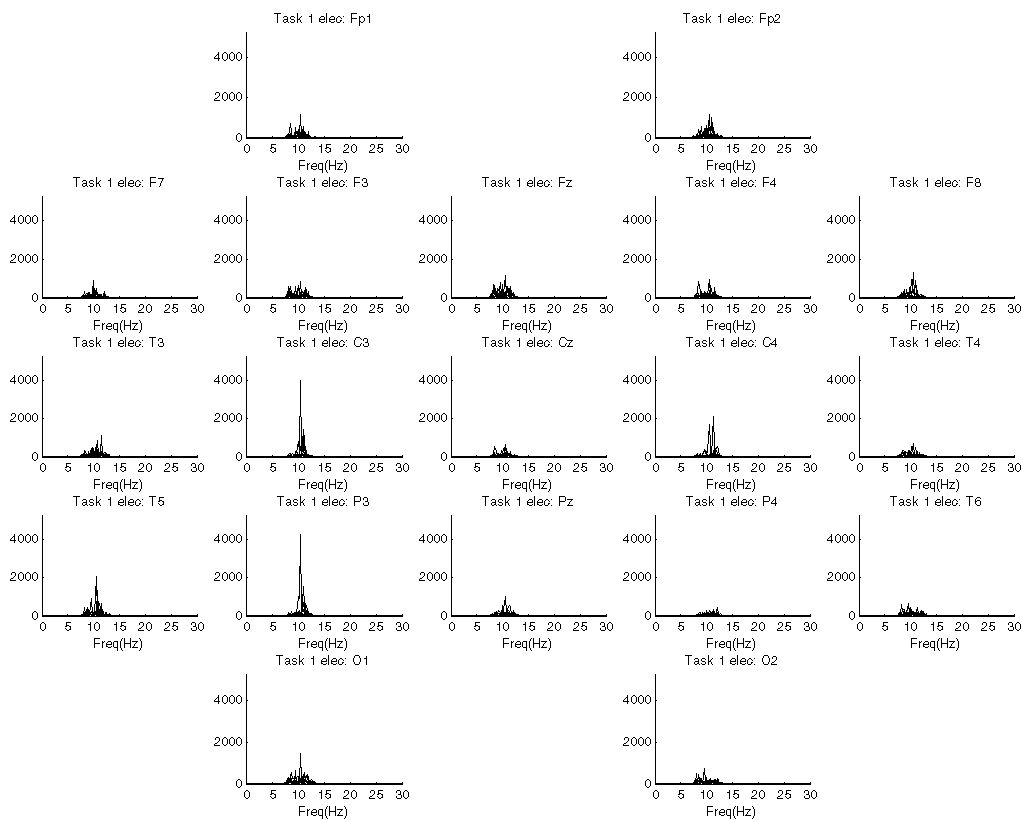 Task 1 elec: Fp1 Task 1 elec: Fp2
4000 4000
2000 2000
0 0
0 5 10 15 20 25 30 0 5 10 15 20 25 30
Freq(Hz) Freq(Hz)
Task 1 elec: F7 Task 1 elec: F3 Task 1 elec: Fz Task 1 elec: F4 Task 1 elec: F8
4000 4000 4000 4000 4000
2000 2000 2000 2000 2000
0 0 0 0 0
0 5 10 15 20 25 30 0 5 10 15 20 25 30 0 5 10 15 20 25 30 0 5 10 15 20 25 30 0 5 10 15 20 25 30
Freq(Hz) Freq(Hz) Freq(Hz) Freq(Hz) Freq(Hz)
Task 1 elec: T3 Task 1 elec: C3 Task 1 elec: Cz Task 1 elec: C4 Task 1 elec: T4
4000 4000 4000 4000 4000
2000 2000 2000 2000 2000
0 0 0 0 0
0 5 10 15 20 25 30 0 5 10 15 20 25 30 0 5 10 15 20 25 30 0 5 10 15 20 25 30 0 5 10 15 20 25 30
Freq(Hz) Freq(Hz) Freq(Hz) Freq(Hz) Freq(Hz)
Task 1 elec: T5 Task 1 elec: P3 Task 1 elec: Pz Task 1 elec: P4 Task 1 elec: T6
4000 4000 4000 4000 4000
2000 2000 2000 2000 2000
0 0 0 0 0
0 5 10 15 20 25 30 0 5 10 15 20 25 30 0 5 10 15 20 25 30 0 5 10 15 20 25 30 0 5 10 15 20 25 30
Freq(Hz) Freq(Hz) Freq(Hz) Freq(Hz) Freq(Hz)
Task 1 elec: O1 Task 1 elec: O2
4000 4000
2000 2000
0 0
0 5 10 15 20 25 30 0 5 10 15 20 25 30
Freq(Hz) Freq(Hz)